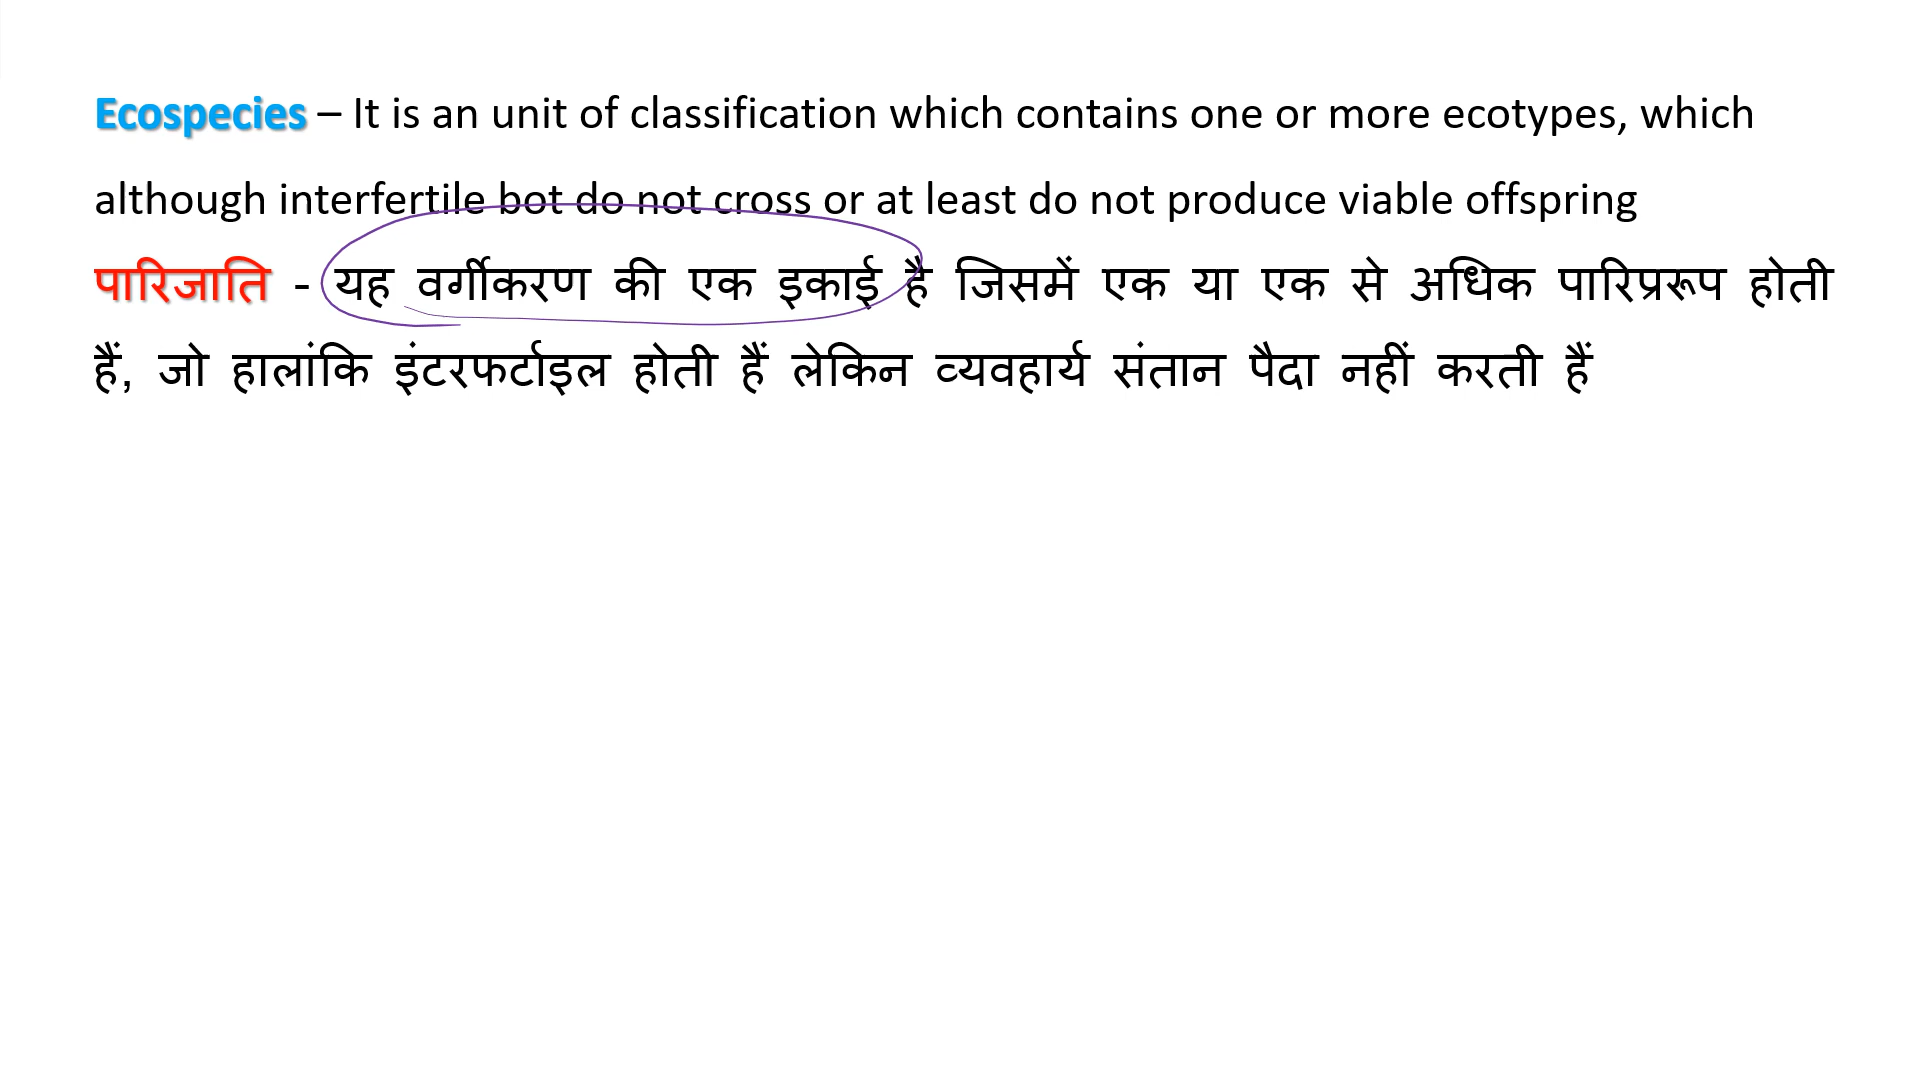 Ecospecies – It is an unit of classification which contains one or more ecotypes, which
although interfertile bot do not cross or at least do not produce viable offspring
पारिजाति - यह वर्गीकरण की एक इकाई है जिसमें एक या एक से अधिक पारिप्ररूप होती
हैं, जो हालांकि इंटरफर्टाइल होती हैं लेकिन व्यवहार्य संतान पैदा नहीं करती हैं